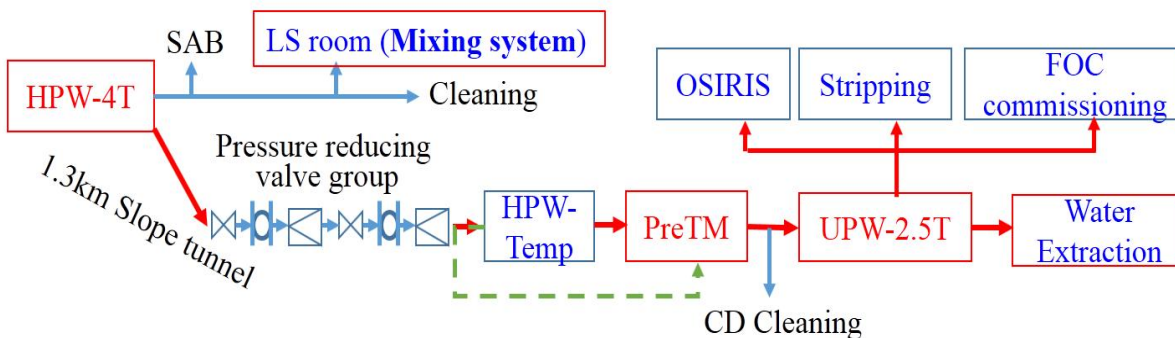 SAB
LS room (Mixing system)
HPW-4T
Cleaning
1.3km Slope tunnel
Pressure reducing
valve group
HPW-
Temp
PreTM
CD Cleaning
UPW-2.5T
OSIRIS
Stripping
FOC
commissioning
Water
Extraction